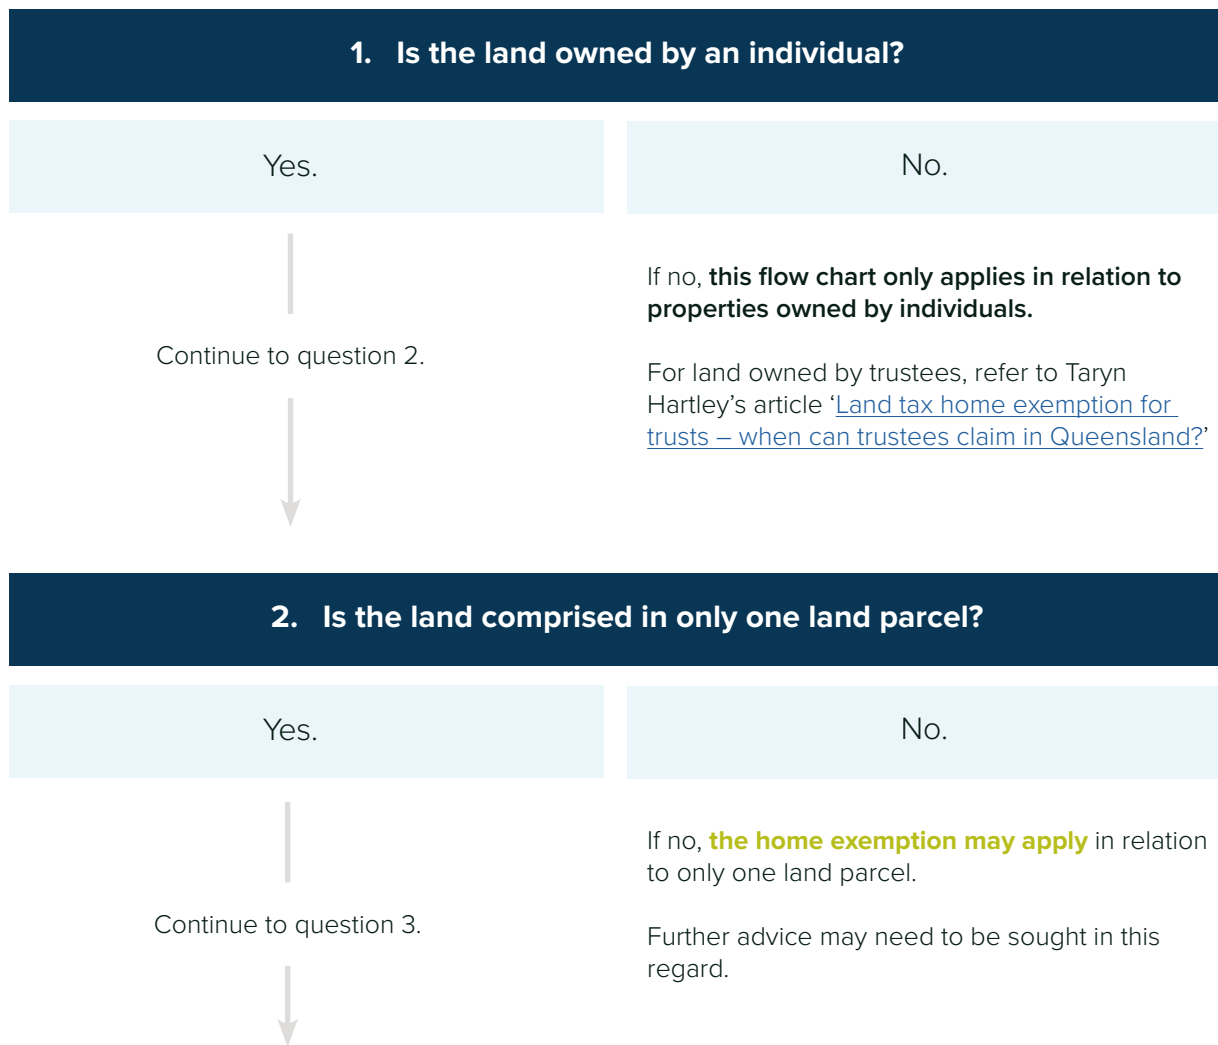 1. Is the land owned by an individual?
Yes.
No.
Continue to question 2.
If no, this flow chart only applies in relation to
properties owned by individuals.
For land owned by trustees, refer to Taryn
Hartley’s article ‘Land tax home exemption for
trusts – when can trustees claim in Queensland?’
2. Is the land comprised in only one land parcel?
Yes.
No.
Continue to question 3.
If no, the home exemption may apply in relation
to only one land parcel.
Further advice may need to be sought in this
regard.